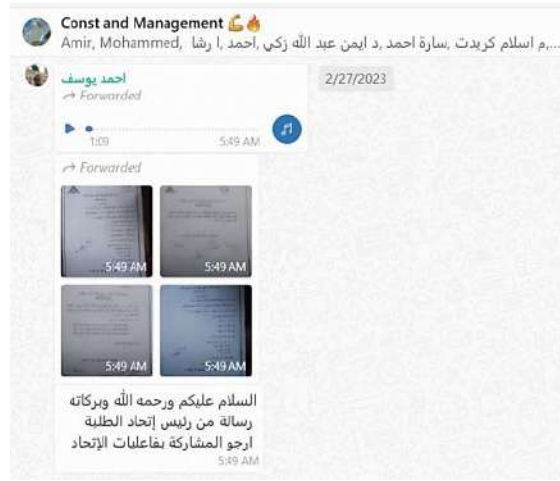 Const and Management 💪🔥
Amir, Mohammed, م اسلام كريدت ,سارة احمد ,د ايمن عبد الله زكي ,احمد ,ا رشا,...
2/27/2023
احمد يوسف
Forwarded
1:09 5:49 AM
Forwarded
5:49 AM 5:49 AM
5:49 AM 5:49 AM
السلام عليكم ورحمه الله وبركاته
رسالة من رئيس إتحاد الطلبة
ارجو المشاركة بفاعليات الإتحاد
5:49 AM